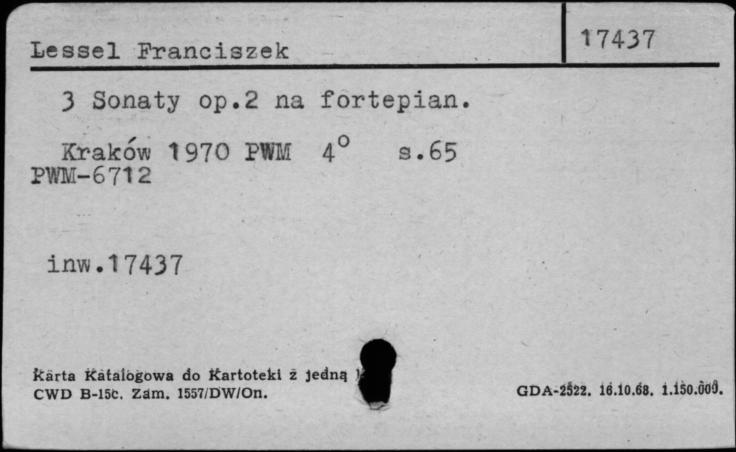 Lessel Franciszek
17437
3 Sonaty op.2 na fortepian.
Kraków 1970 PWM 4° s.65
PWM-6712
inw.17437
Karta Katalogowa do Kartoteki z jedną
CWD B-15c. Zam. 1557/DW/On.
GDA-2522. 16.10.68. 1.150.000.